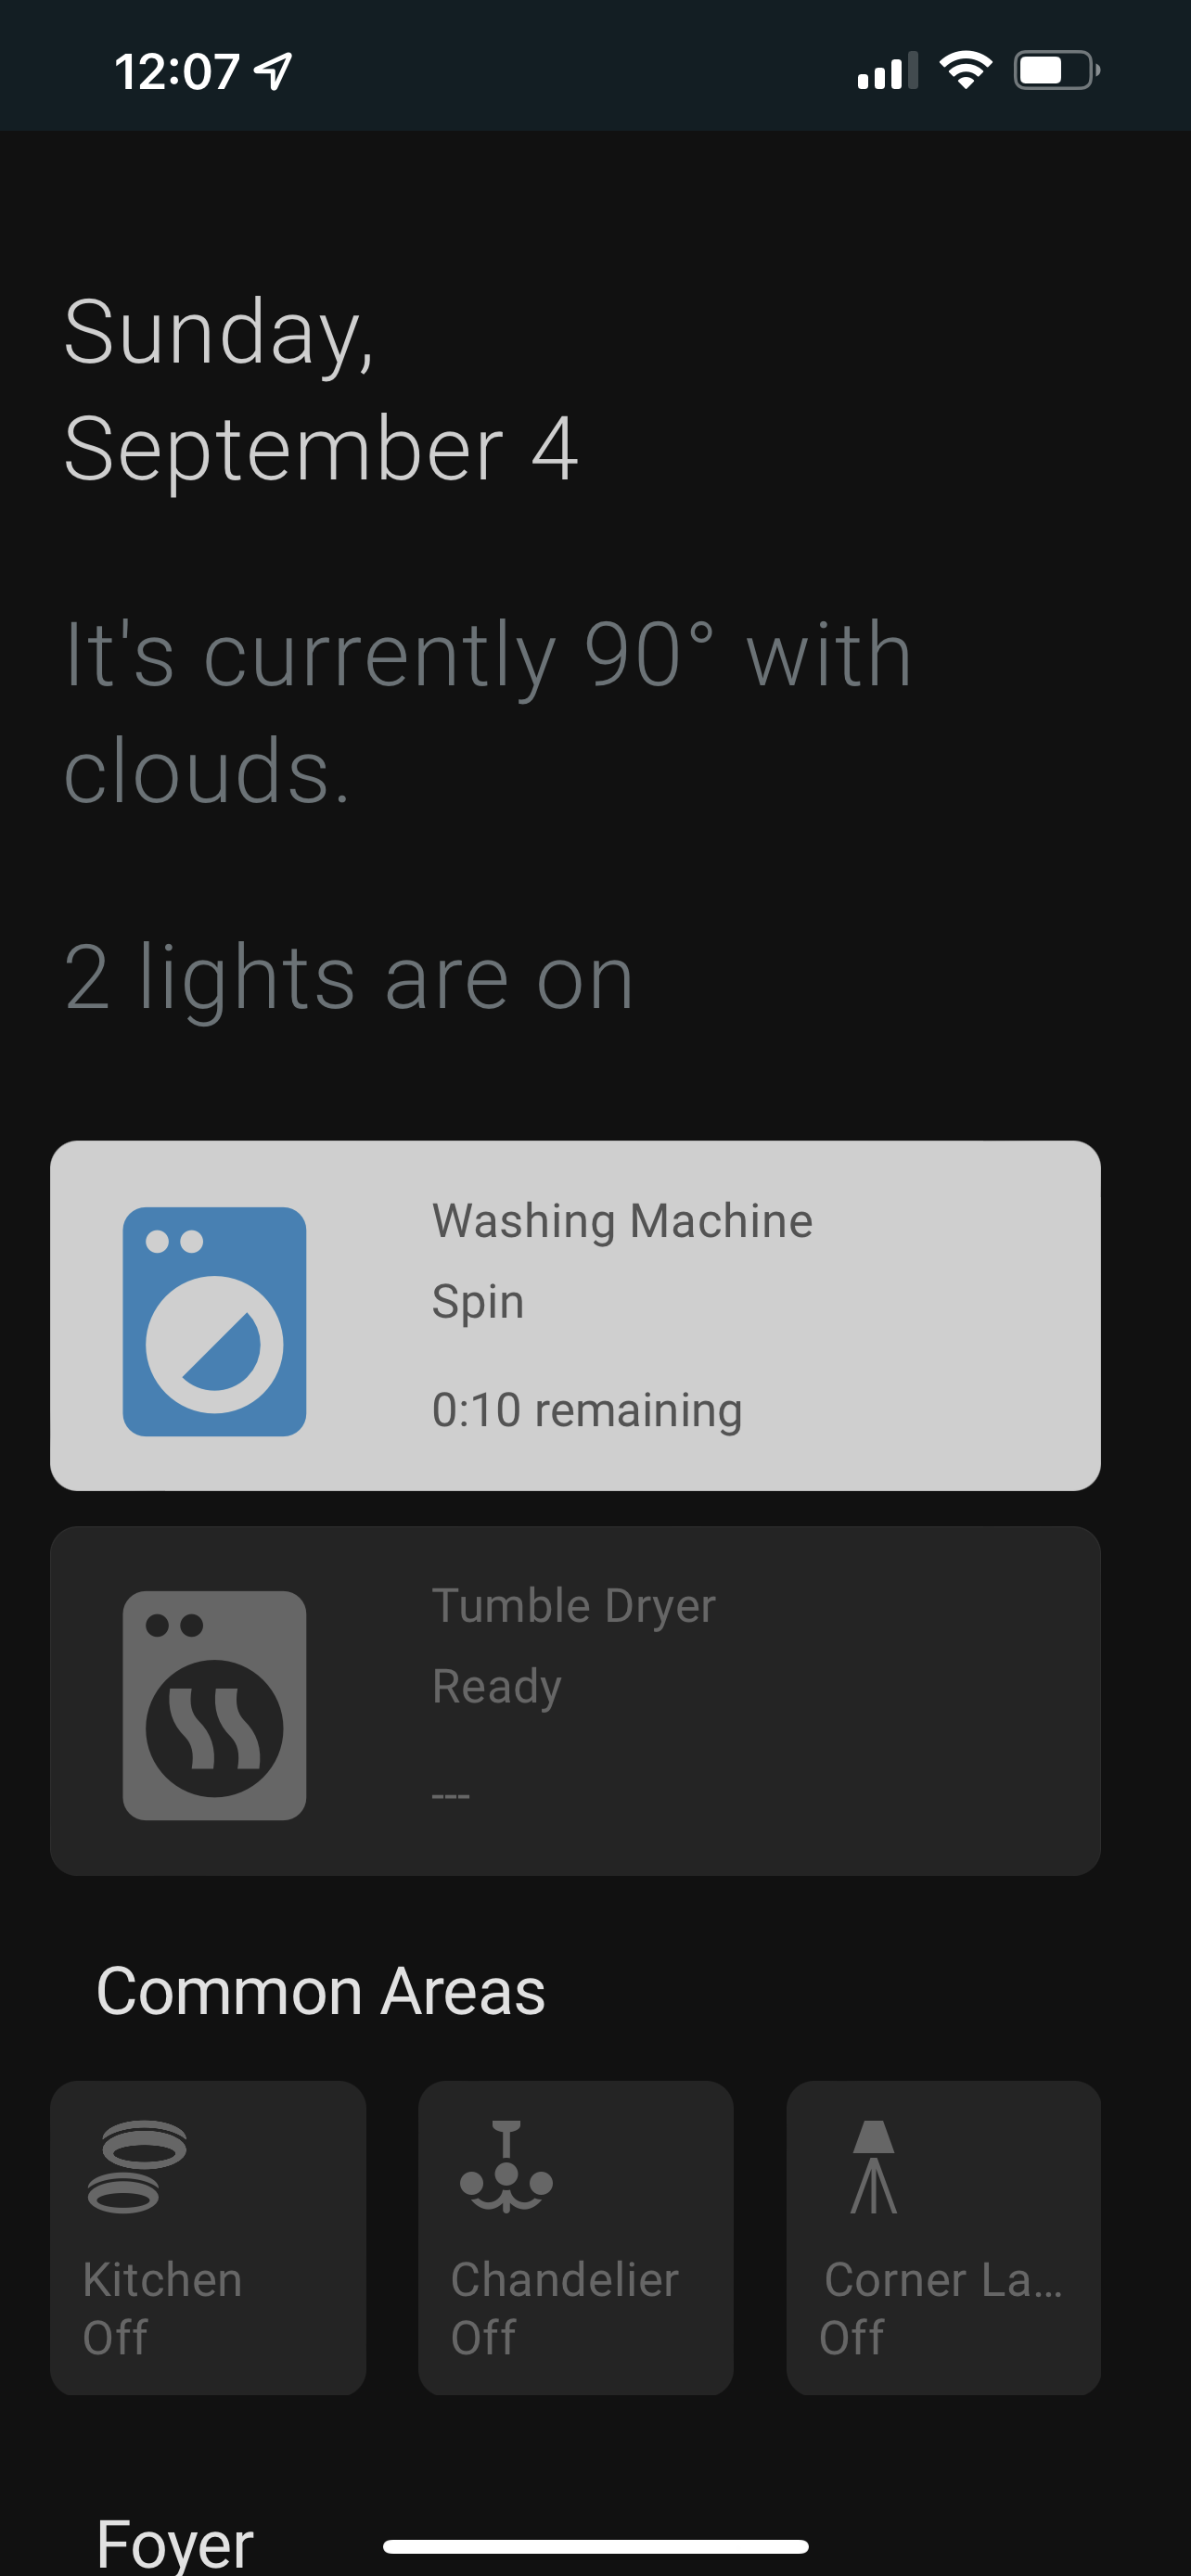 12:07
Sunday,
September 4
It's currently 90° with
clouds.
2 lights are on
Washing Machine
Spin
0:10 remaining
Tumble Dryer
Ready
---
Common Areas
Kitchen
Off
Chandelier
Off
Corner La…
Off
Foyer